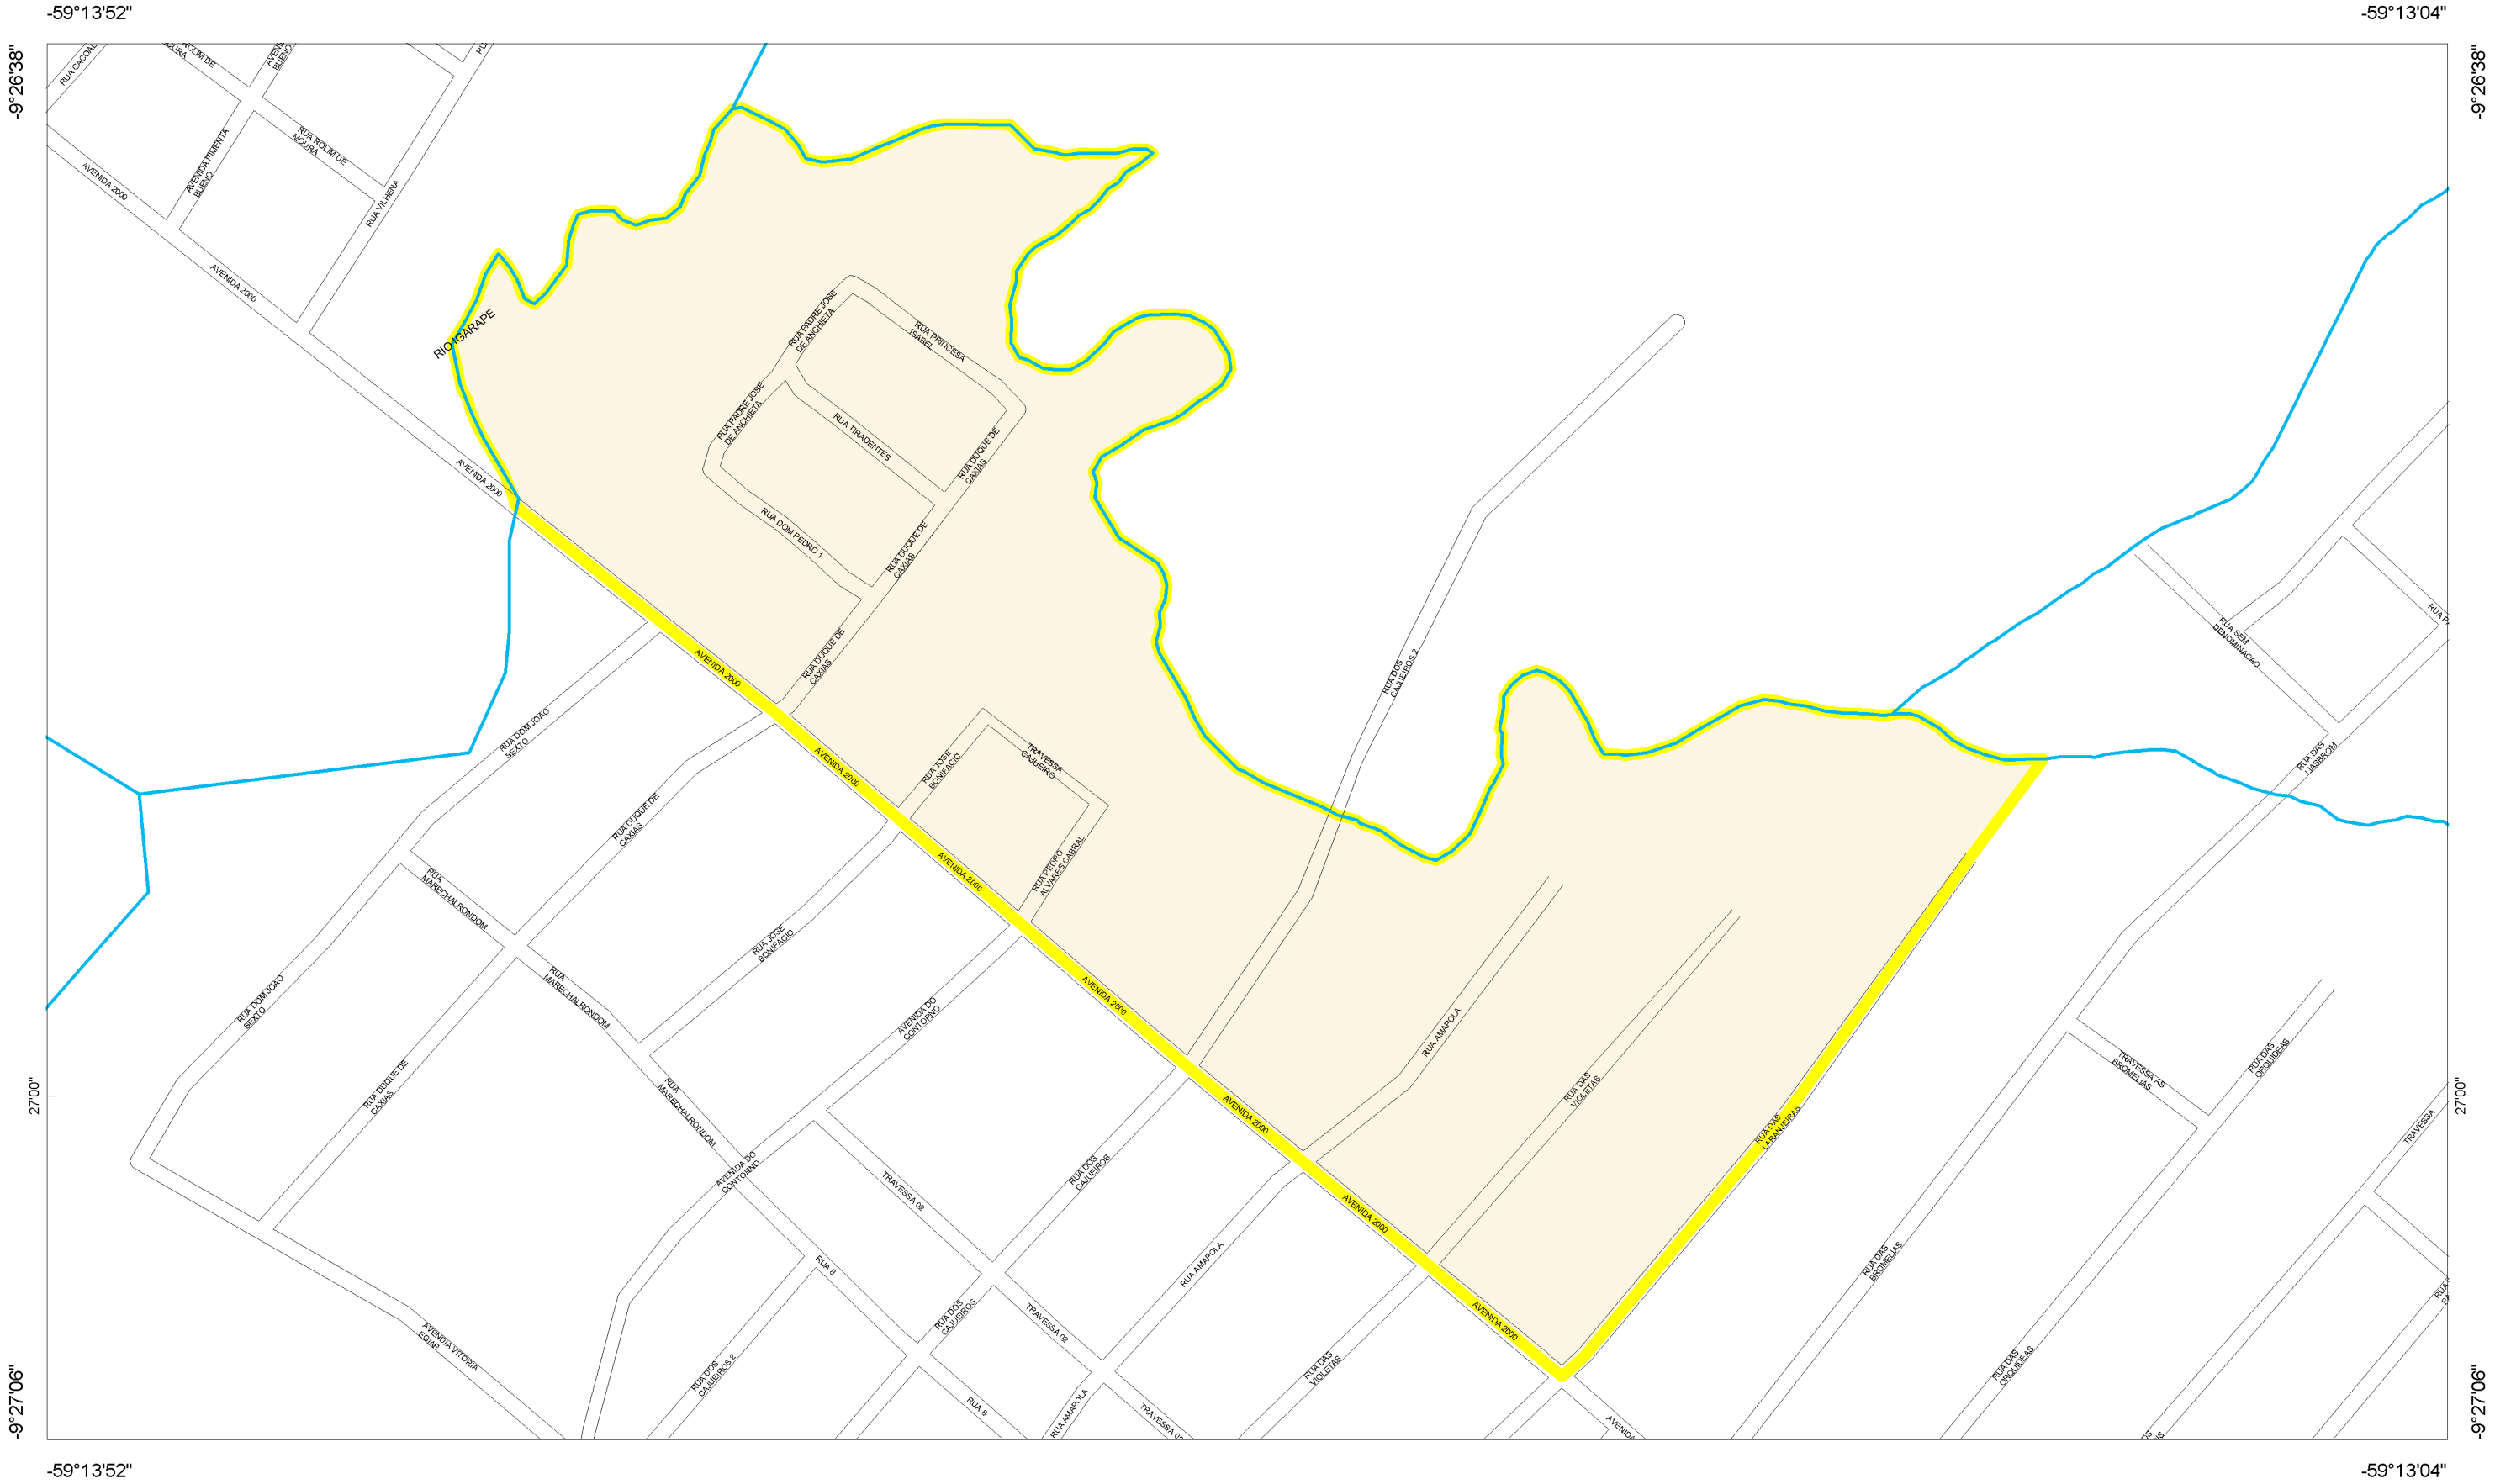 -59°13'52"
-59°13'04"
-9°26'38"
-9°26'38"
RUA CACOAL
ROLIM DE
MOURA
BUENO
RUA ROLIM DE
MOURA
AVENIDA PIMENTA
BUENO
AVENIDA 2000
RUA VILHENA
AVENIDA 2000
RIO IGARAPE
AVENIDA 2000
RUA PADRE JOSE
DE ANCHIETA
RUA PRINCESA
ISABEL
RUA PADRE JOSE
DE ANCHIETA
RUA TIRADENTES
RUA DUQUE DE
CAXIAS
RUA DOM PEDRO 1
RUA DUQUE DE
CAXIAS
RUA DUQUE DE
CAXIAS
AVENIDA 2000
RUA SEM
DENOMINACAO
RUA DOS
CAJUEIROS 2
RUA DOM JOAO
SEXTO
AVENIDA 2000
RUA JOSE
BONIFACIO
TRAVESSA
CAJUEIRO
RUA DAS
LIASBROM
RUA DUQUE DE
CAXIAS
AVENIDA 2000
RUA PEDRO
ALVARES CABRAL
RUA
MARECHALRONDOM
RUA JOSE
BONIFACIO
RUA
MARECHALRONDOM
AVENIDA 2000
RUA DOM JOAO
SEXTO
AVENIDA DO
CONTORNO
RUA AMAPOLA
RUA DUQUE DE
CAXIAS
RUA
MARECHALRONDOM
AVENIDA 2000
RUA DAS
VIOLETAS
RUA DAS
LARANJEIRAS
TRAVESSA AS
BROMELIAS
RUA DAS
ORQUIDEAS
27'00"
27'00"
TRAVESSA
AVENIDA DO
CONTORNO
TRAVESSA 02
RUA DOS
CAJUEIROS
AVENIDA 2000
RUA 8
RUA AMAPOLA
RUA DAS
BROMELIAS
AVENIDA 2000
RUA DOS
CAJUEIROS
TRAVESSA 02
AVENDIA VITORIA
EGIAR
RUA DOS
CAJUEIROS 2
RUA DAS
VIOLETAS
RUA DAS
ORQUIDEAS
RUA 8
RUA AMAPOLA
TRAVESSA 02
AVENIDA
-9°27'06"
-9°27'06"
-59°13'52"
-59°13'04"